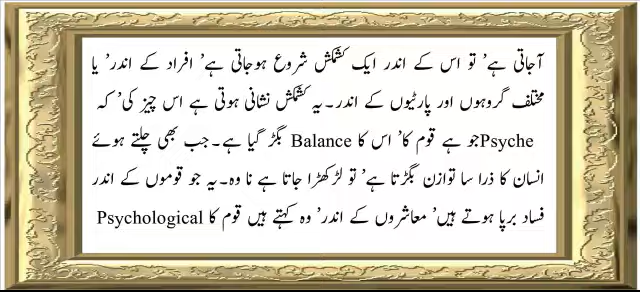 آجاتی ہے’ تو اس کے اندر ایک کشمکش شروع ہوجاتی ہے’ افراد کے اندر’ یا
مختلف گروہوں اور پارٹیوں کے اندر۔یہ کشمکش نشانی ہوتی ہے اس چیز کی’ کہ
Psycheجو ہے قوم کا’ اس کا Balance بگڑ گیا ہے۔جب بھی چلتے ہوئے
انسان کا ذرا سا توازن بگڑتا ہے’ تو لڑکھڑا جاتا ہے نا وہ۔یہ جو قوموں کے اندر
فساد برپا ہوتے ہیں’ معاشروں کے اندر’ وہ کہتے ہیں قوم کا Psychological